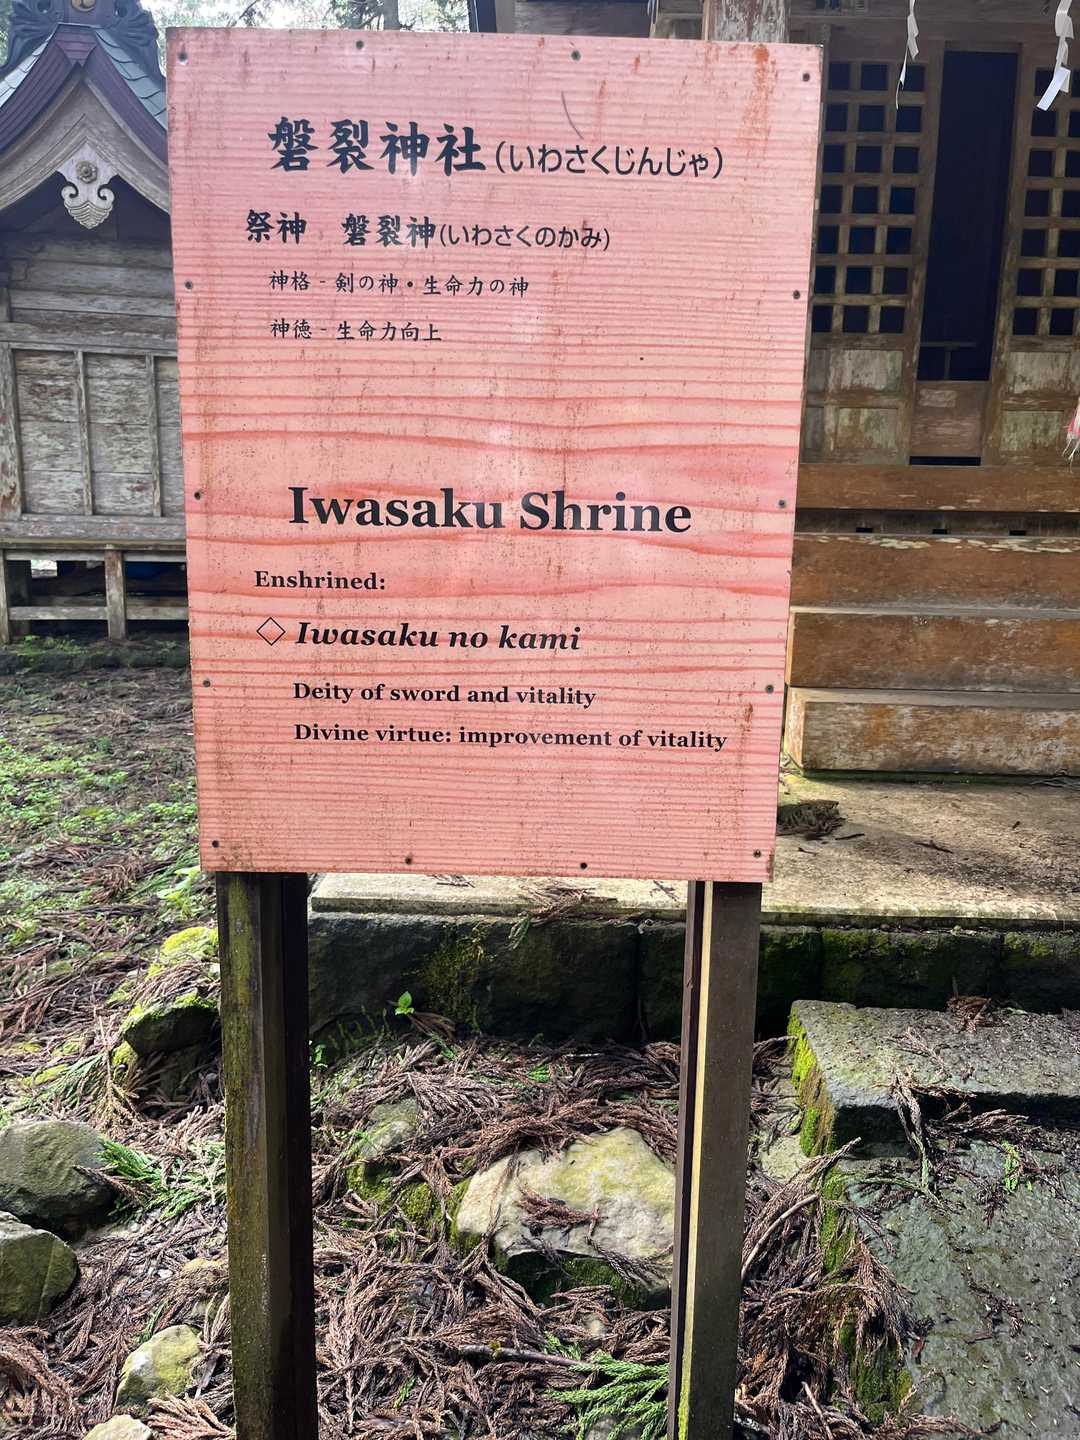 磐裂神社(いわさくじんじゃ)
祭神　磐裂神(いわさくのかみ)
神格 - 剣の神・生命力の神
神徳 - 生命力向上
Iwasaku Shrine
Enshrined:
◇ Iwasaku no kami
Deity of sword and vitality
Divine virtue: improvement of vitality